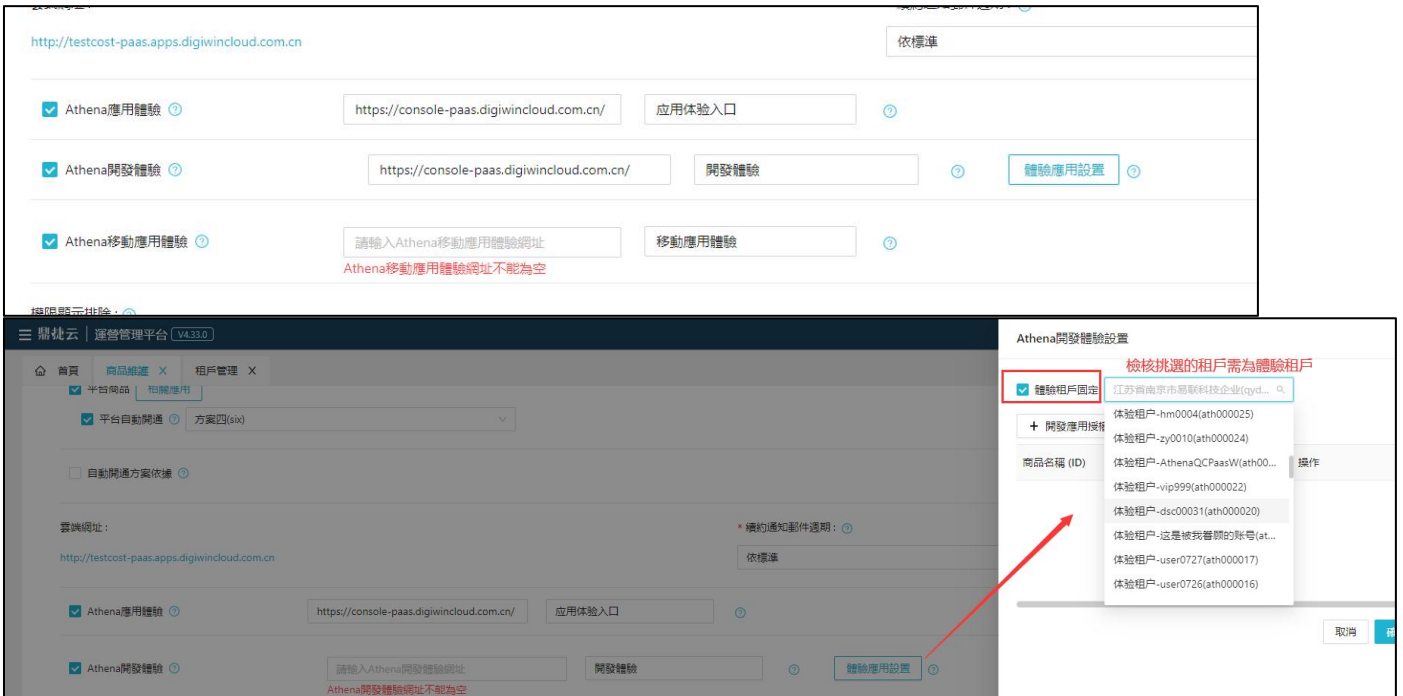 http://testcost-paas.apps.digiwincloud.com.cn
依標準
Athena應用體驗
https://console-paas.digiwincloud.com.cn/
应用体验入口
Athena開發體驗
https://console-paas.digiwincloud.com.cn/
開發體驗
體驗應用設置
Athena移動應用體驗
請輸入Athena移動應用體驗網址
移動應用體驗
Athena移動應用體驗網址不能為空
權限顯示排除：
鼎捷云 | 運營管理平台 V4.33.0
首頁 商品維護 X 租戶管理 X
平台商品 相關應用
平台自動開通 方案四(six)
自動開通方案依據
雲端網址：
* 續約通知郵件週期：
http://testcost-paas.apps.digiwincloud.com.cn
依標準
Athena應用體驗
https://console-paas.digiwincloud.com.cn/
应用体验入口
Athena開發體驗
請輸入Athena開發體驗網址
開發體驗
體驗應用設置
Athena開發體驗網址不能為空
Athena開發體驗設置
檢核挑選的租戶需為體驗租戶
體驗租戶固定 江苏省南京市易联科技企业(qyd...
+ 開發應用授權
商品名稱 (ID)
操作
体验租户-hm0004(ath000025)
体验租户-zy0010(ath000024)
体验租户-AthenaQCPaasW(ath00...
体验租户-vip999(ath000022)
体验租户-dsc00031(ath000020)
体验租户-这是被我眷顾的账号(at...
体验租户-user0727(ath000017)
体验租户-user0726(ath000016)
取消